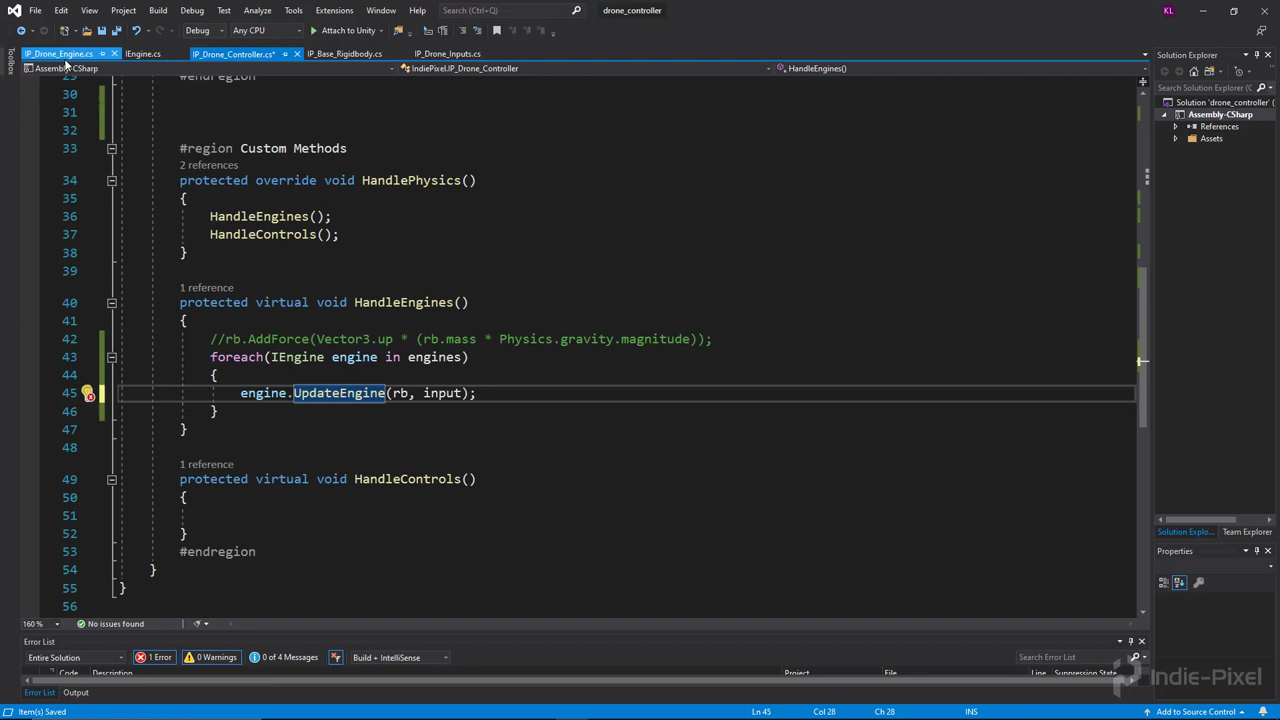 File Edit View Project Build Debug Test Analyze Tools Extensions Window Help Search (Ctrl+Q) drone_controller KL
Debug Any CPU Attach to Unity
IP_Drone_Engine.cs IEngine.cs IP_Drone_Controller.cs* IP_Base_Rigidbody.cs IP_Drone_Inputs.cs
Toolbox
Assembly-CSharp IndiePixel.IP_Drone_Controller HandleEngines()
29 #endregion
30
31
32
33 #region Custom Methods
2 references
34 protected override void HandlePhysics()
35 {
36 HandleEngines();
37 HandleControls();
38 }
39
1 reference
40 protected virtual void HandleEngines()
41 {
42 //rb.AddForce(Vector3.up * (rb.mass * Physics.gravity.magnitude));
43 foreach(IEngine engine in engines)
44 {
45 engine.UpdateEngine(rb, input);
46 }
47 }
48
1 reference
49 protected virtual void HandleControls()
50 {
51
52 }
53 #endregion
54 }
55 }
56
160 % No issues found
Error List
Entire Solution 1 Error 0 Warnings 0 of 4 Messages Build + IntelliSense Search Error List
Code Description Project File Line Suppression State
Error List Output
Item(s) Saved Ln 45 Col 28 Ch 28 INS Add to Source Control
Solution Explorer
Search Solution Explorer (Ctrl+;)
Solution 'drone_controller' (
Assembly-CSharp
References
Assets
Solution Explo... Team Explorer
Properties
Indie-Pixel